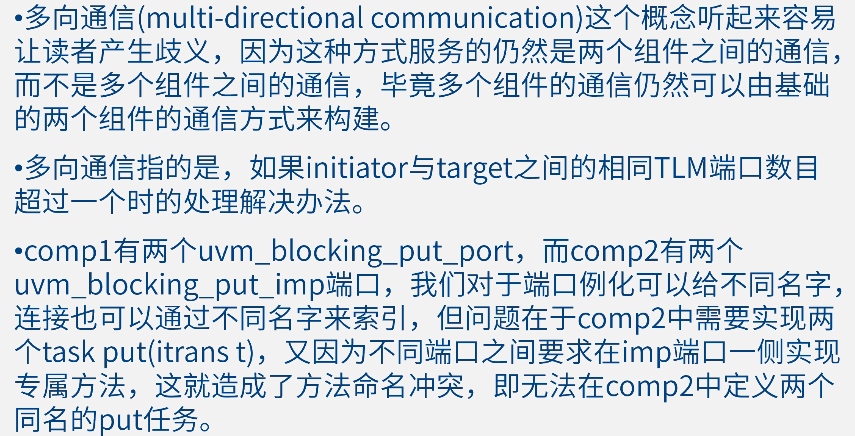 •多向通信(multi-directional communication)这个概念听起来容易
让读者产生歧义，因为这种方式服务的仍然是两个组件之间的通信，
而不是多个组件之间的通信，毕竟多个组件的通信仍然可以由基础
的两个组件的通信方式来构建。
•多向通信指的是，如果initiator与target之间的相同TLM端口数目
超过一个时的处理解决办法。
•comp1有两个uvm_blocking_put_port，而comp2有两个
uvm_blocking_put_imp端口，我们对于端口例化可以给不同名字，
连接也可以通过不同名字来索引，但问题在于comp2中需要实现两
个task put(itrans t)，又因为不同端口之间要求在imp端口一侧实现
专属方法，这就造成了方法命名冲突，即无法在comp2中定义两个
同名的put任务。